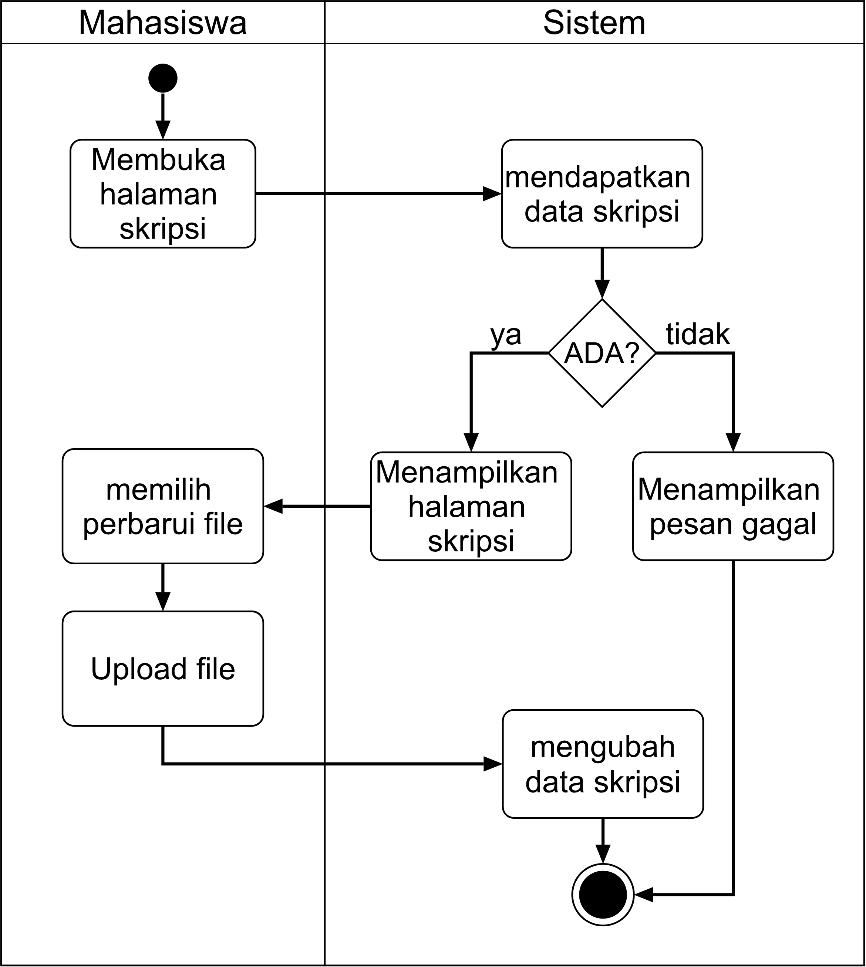 Mahasiswa
Sistem
Membuka
halaman
skripsi
mendapatkan
data skripsi
ya
ADA?
tidak
memilih
perbarui file
Menampilkan
halaman
skripsi
Menampilkan
pesan gagal
Upload file
mengubah
data skripsi